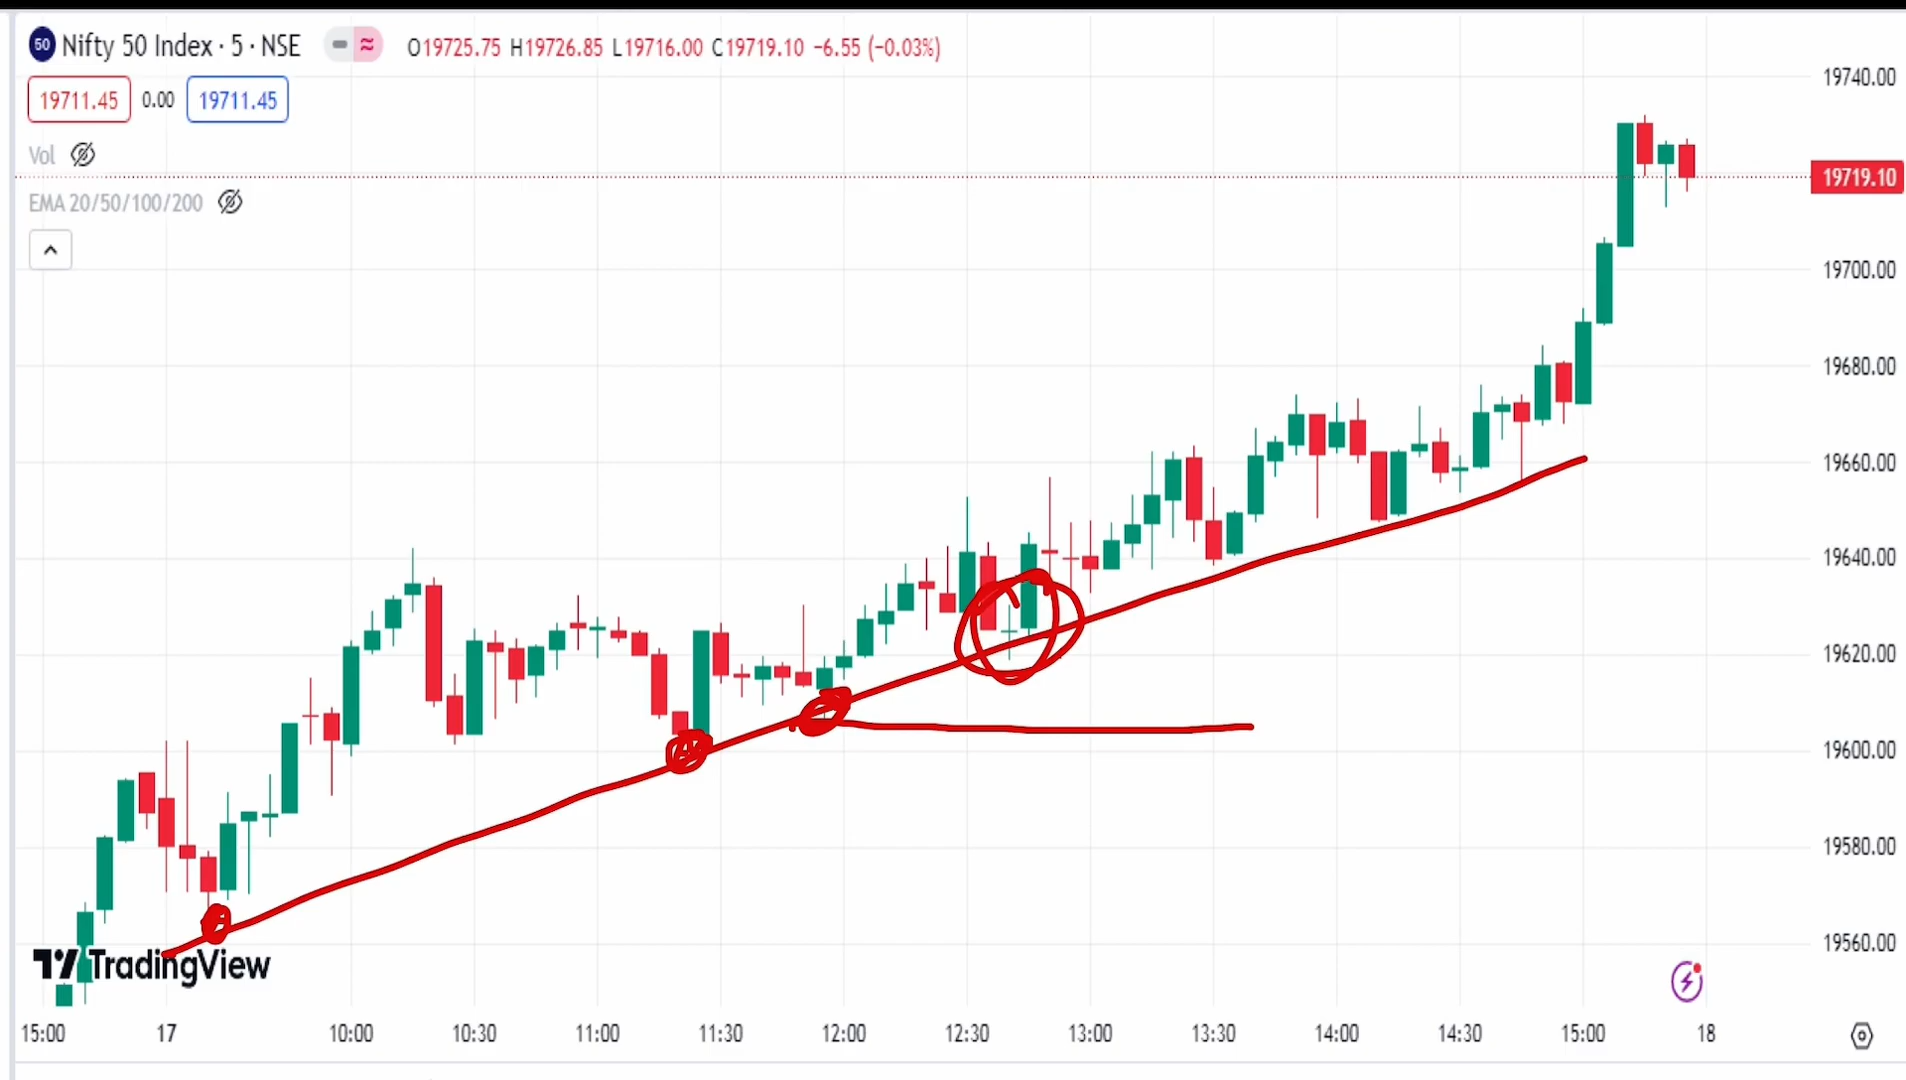 50 Nifty 50 Index · 5 · NSE O19725.75 H19726.85 L19716.00 C19719.10 −6.55 (−0.03%)
19711.45 0.00 19711.45
Vol
EMA 20/50/100/200
19740.00
19719.10
19700.00
19680.00
19660.00
19640.00
19620.00
19600.00
19580.00
19560.00
TradingView
15:00 17 10:00 10:30 11:00 11:30 12:00 12:30 13:00 13:30 14:00 14:30 15:00 18